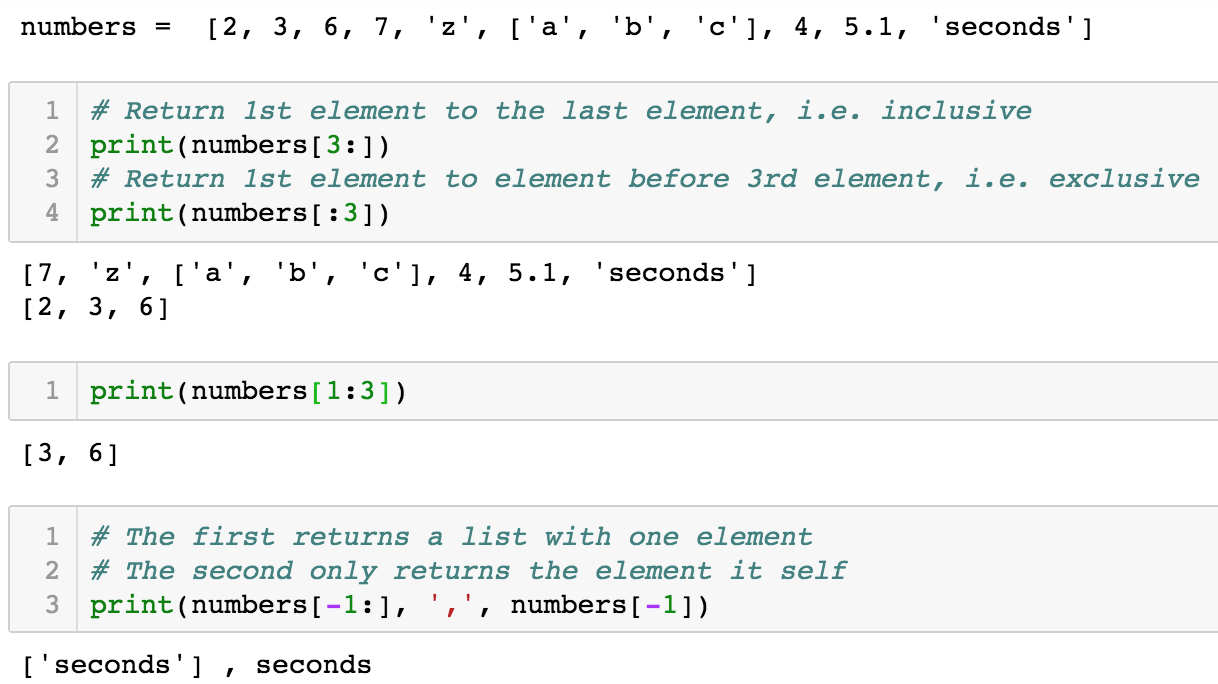 numbers =  [2, 3, 6, 7, 'z', ['a', 'b', 'c'], 4, 5.1, 'seconds']
1 # Return 1st element to the last element, i.e. inclusive
2 print(numbers[3:])
3 # Return 1st element to element before 3rd element, i.e. exclusive
4 print(numbers[:3])
[7, 'z', ['a', 'b', 'c'], 4, 5.1, 'seconds']
[2, 3, 6]
1 print(numbers[1:3])
[3, 6]
1 # The first returns a list with one element
2 # The second only returns the element it self
3 print(numbers[-1:], ',', numbers[-1])
['seconds'] , seconds